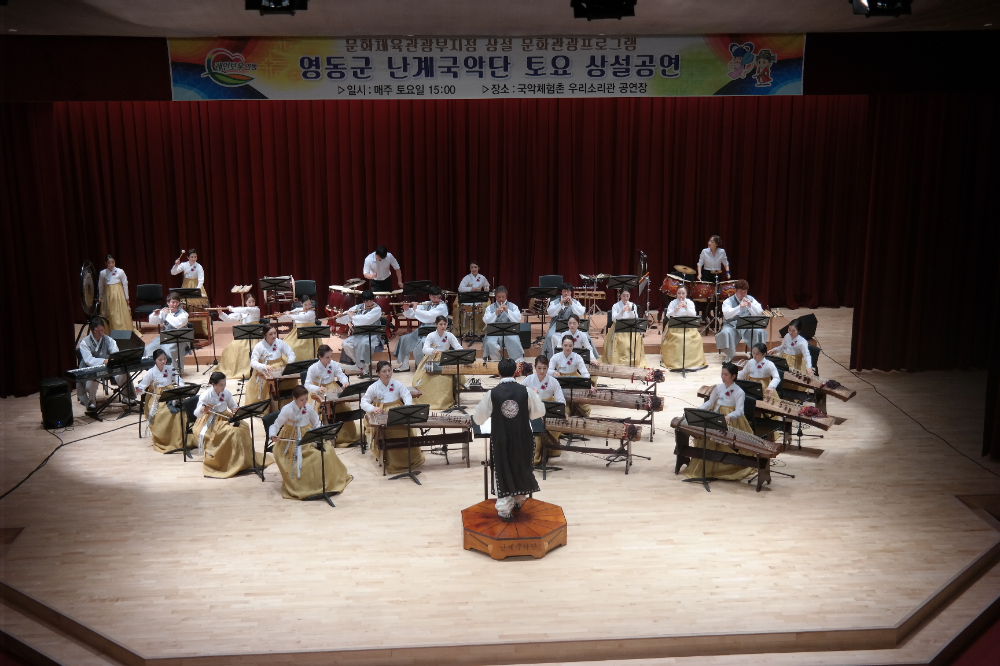 문화체육관광부지정 상설 문화관광프로그램
레인보우영동
영동군 난계국악단 토요 상설공연
▷일시 : 매주 토요일 15:00 ▷장소 : 국악체험촌 우리소리관 공연장
KORG
난계국악단